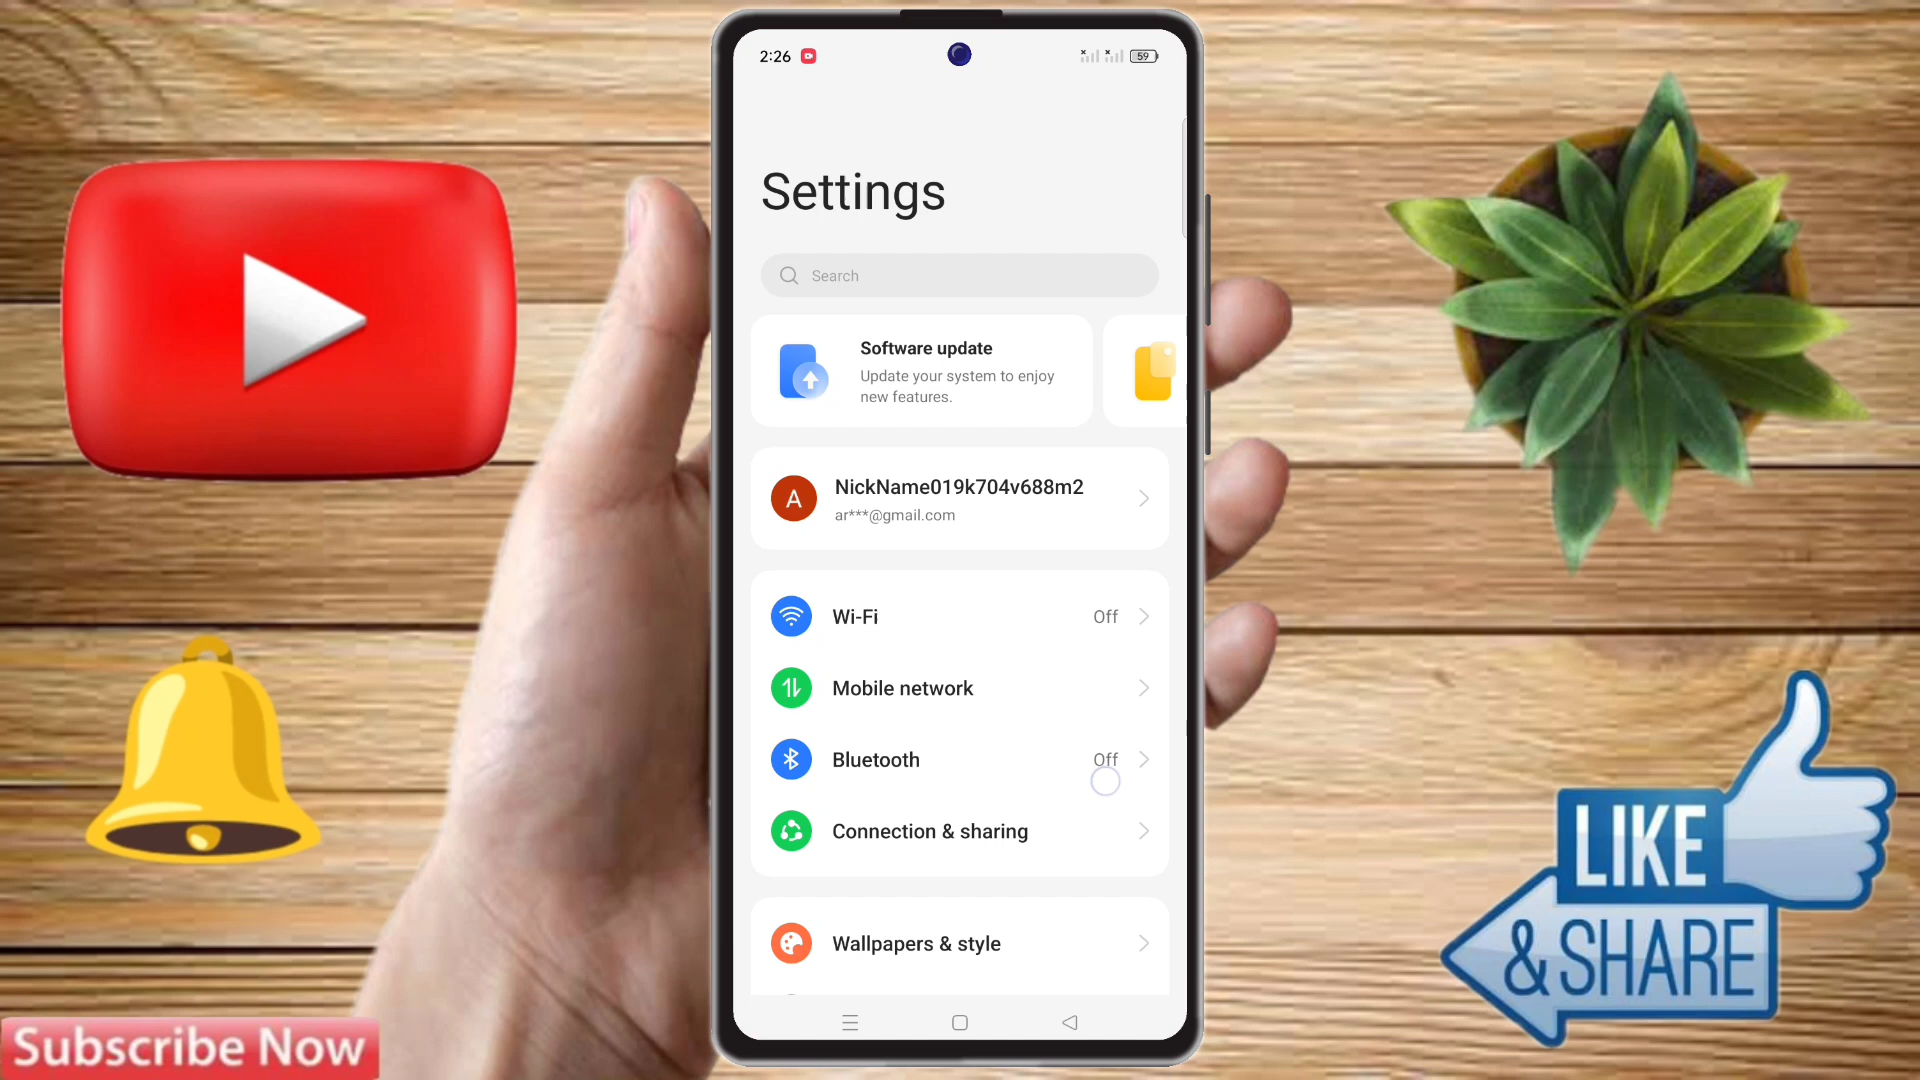 2:26
59
Settings
Search
Software update
Update your system to enjoy
new features.
A
NickName019k704v688m2
ar***@gmail.com
Wi-Fi
Off
Mobile network
Bluetooth
Off
Connection & sharing
Wallpapers & style
LIKE
& SHARE
Subscribe Now